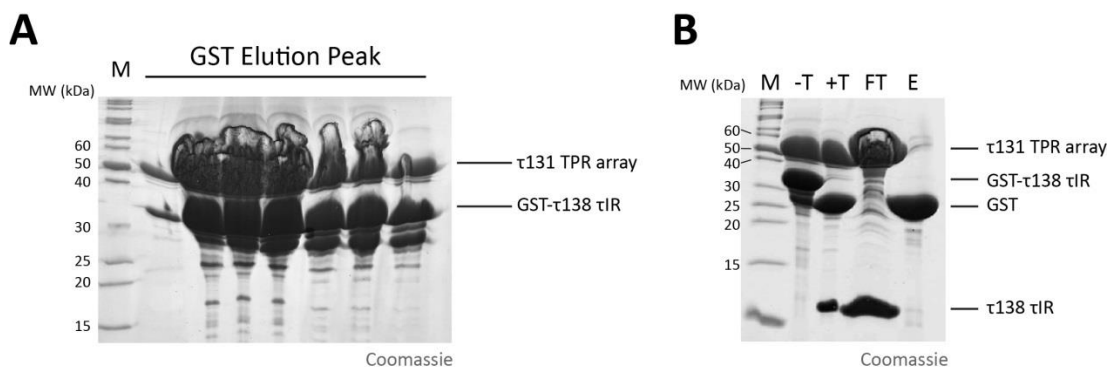 A
GST Elution Peak
M
MW (kDa)
60
50
40
30
25
20
15
τ131 TPR array
GST-τ138 τIR
Coomassie
B
MW (kDa) M -T +T FT E
60
50
40
30
25
20
15
τ131 TPR array
GST-τ138 τIR
GST
τ138 τIR
Coomassie